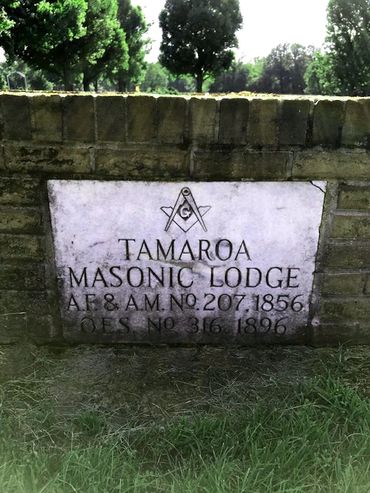 G
TAMAROA
MASONIC LODGE
A.F. & A.M. NO. 207, 1856
O.E.S. NO. 316, 1896